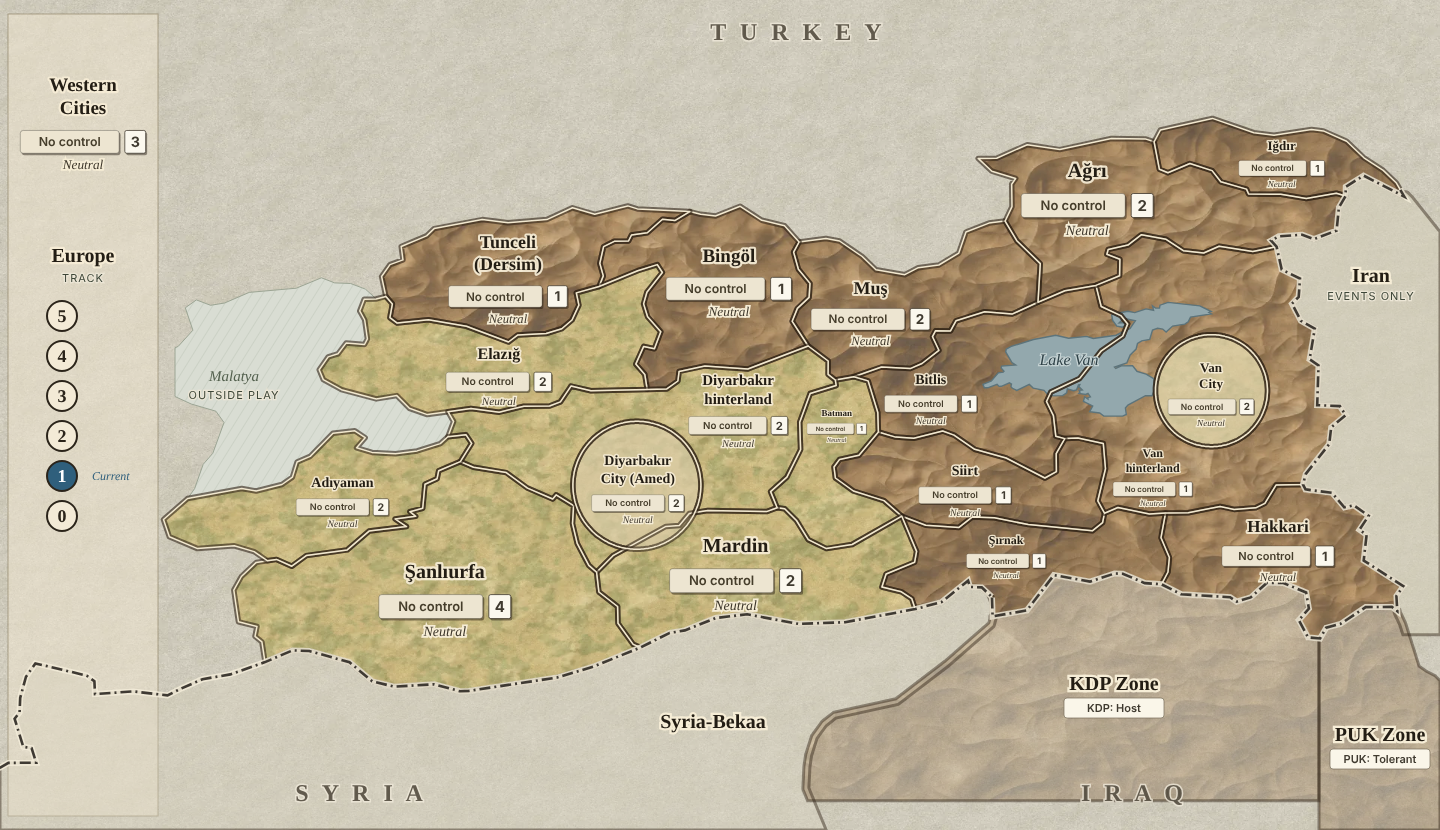 TURKEY
Western
Cities
No control 3
Neutral
Europe
TRACK
5
4
3
2
1 Current
0
Malatya
OUTSIDE PLAY
Tunceli
(Dersim)
No control 1
Neutral
Bingöl
No control 1
Neutral
Muş
No control 2
Neutral
Ağrı
No control 2
Neutral
Iğdır
No control 1
Neutral
Iran
EVENTS ONLY
Elazığ
No control 2
Neutral
Diyarbakır
hinterland
No control 2
Neutral
Batman
No control 1
Neutral
Bitlis
No control 1
Neutral
Lake Van
Van
City
No control 2
Neutral
Adıyaman
No control 2
Neutral
Diyarbakır
City (Amed)
No control 2
Neutral
Siirt
No control 1
Neutral
Van
hinterland
No control 1
Neutral
Şanlıurfa
No control 4
Neutral
Mardin
No control 2
Neutral
Şırnak
No control 1
Neutral
Hakkari
No control 1
Neutral
Syria-Bekaa
KDP Zone
KDP: Host
PUK Zone
PUK: Tolerant
SYRIA
IRAQ